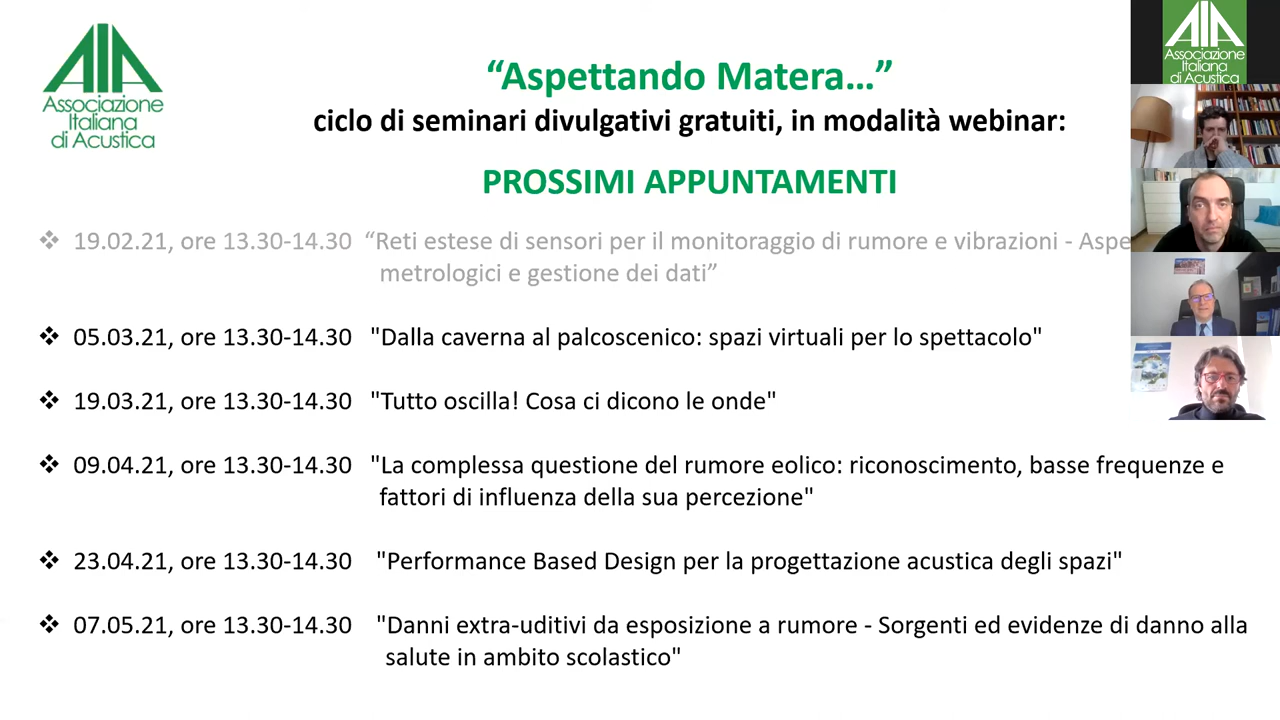 AIA
Associazione
Italiana
di Acustica
“Aspettando Matera...”
ciclo di seminari divulgativi gratuiti, in modalità webinar:
PROSSIMI APPUNTAMENTI
19.02.21, ore 13.30-14.30 “Reti estese di sensori per il monitoraggio di rumore e vibrazioni - Aspe
metrologici e gestione dei dati”
05.03.21, ore 13.30-14.30 "Dalla caverna al palcoscenico: spazi virtuali per lo spettacolo"
19.03.21, ore 13.30-14.30 "Tutto oscilla! Cosa ci dicono le onde"
09.04.21, ore 13.30-14.30 "La complessa questione del rumore eolico: riconoscimento, basse frequenze e
fattori di influenza della sua percezione"
23.04.21, ore 13.30-14.30 "Performance Based Design per la progettazione acustica degli spazi"
07.05.21, ore 13.30-14.30 "Danni extra-uditivi da esposizione a rumore - Sorgenti ed evidenze di danno alla
salute in ambito scolastico"
AIA
Associazione
Italiana
di Acustica